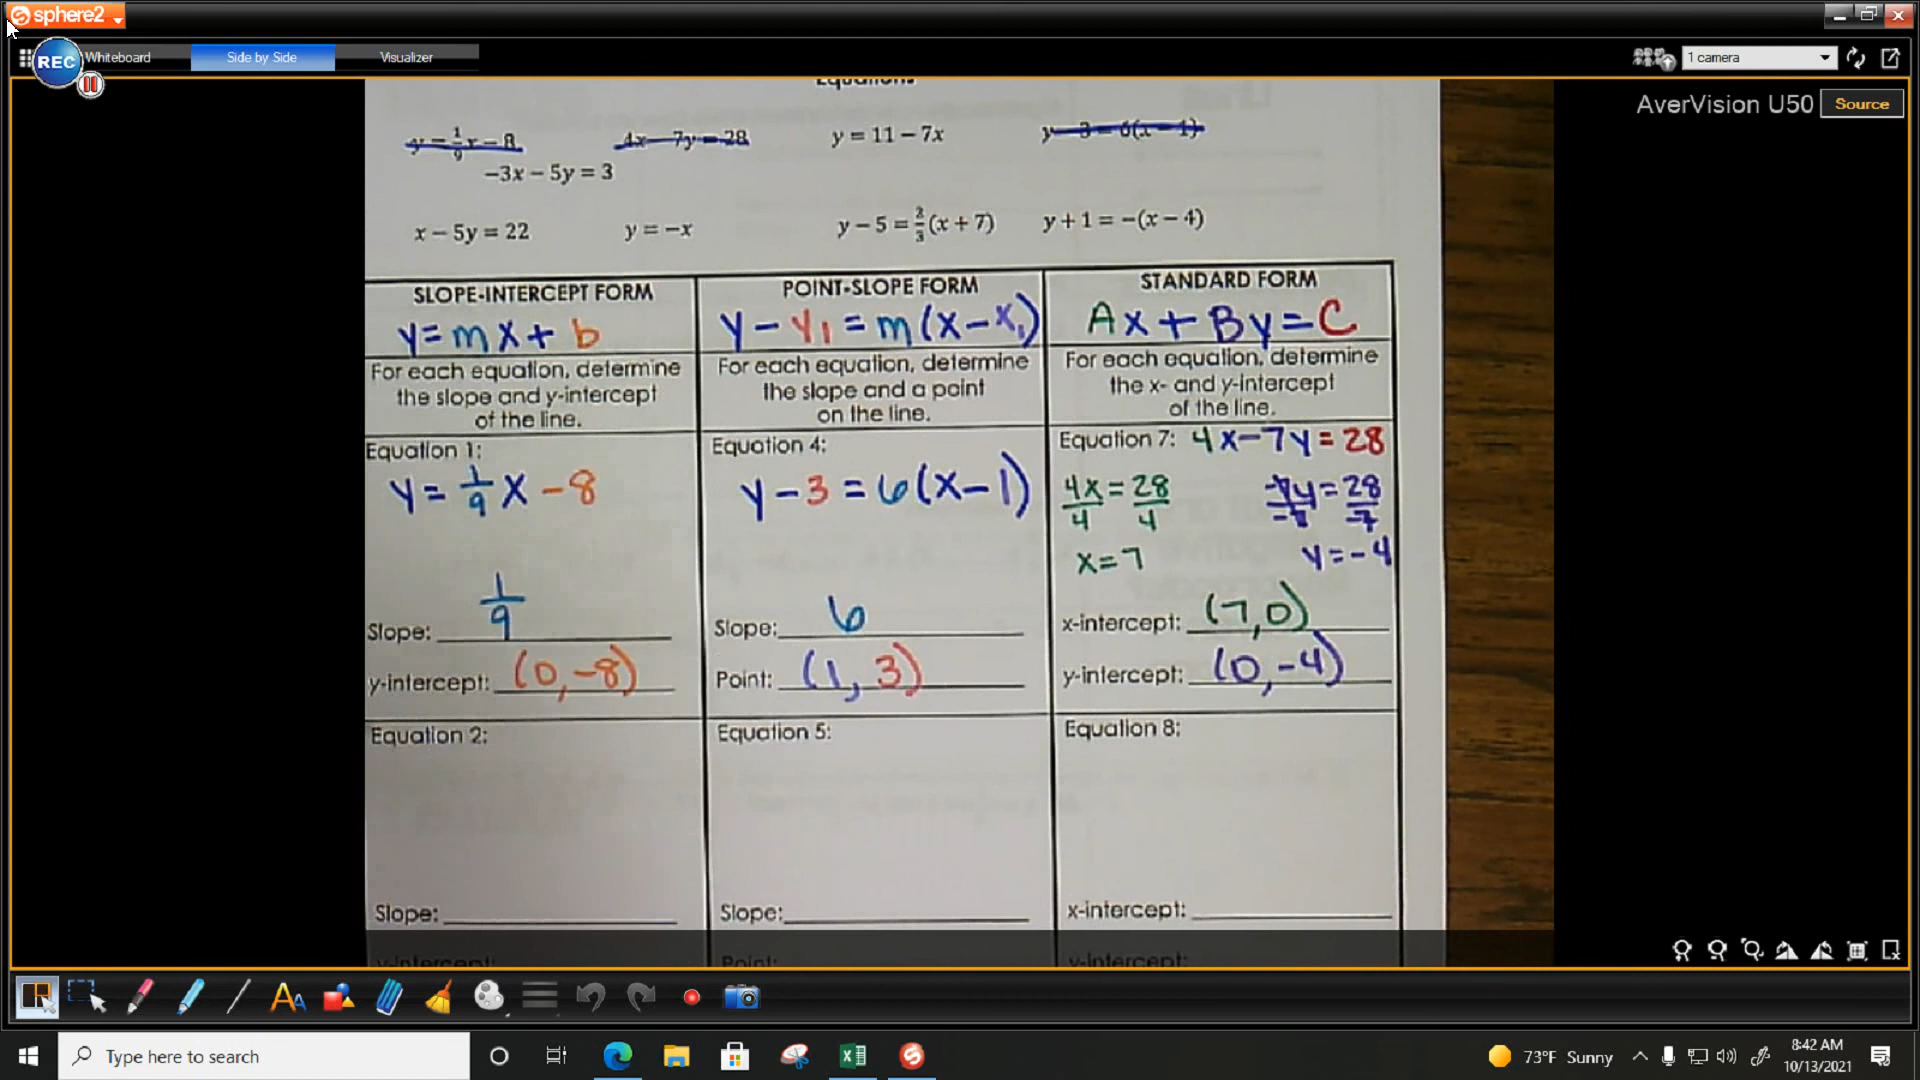 sphere2
REC
Whiteboard
Side by Side
Visualizer
1 camera
AverVision U50
Source
Equations
y = 1/9x − 8
4x − 7y = 28
y = 11 − 7x
y − 3 = 6(x − 1)
−3x − 5y = 3
x − 5y = 22
y = −x
y − 5 = 2/3(x + 7)
y + 1 = −(x − 4)
SLOPE-INTERCEPT FORM
y = mx + b
For each equation, determine
the slope and y-intercept
of the line.
Equation 1:
y = 1/9 x − 8
Slope: 1/9
y-intercept: (0, −8)
Equation 2:
Slope:
y-intercept:
POINT-SLOPE FORM
y − y₁ = m(x − x₁)
For each equation, determine
the slope and a point
on the line.
Equation 4:
y − 3 = 6(x − 1)
Slope: 6
Point: (1, 3)
Equation 5:
Slope:
Point:
STANDARD FORM
Ax + By = C
For each equation, determine
the x- and y-intercept
of the line.
Equation 7: 4x − 7y = 28
4x = 28
4 4
x = 7
−7y = 28
−7 −7
y = −4
x-intercept: (7, 0)
y-intercept: (0, −4)
Equation 8:
x-intercept:
y-intercept:
Type here to search
73°F Sunny
8:42 AM
10/13/2021